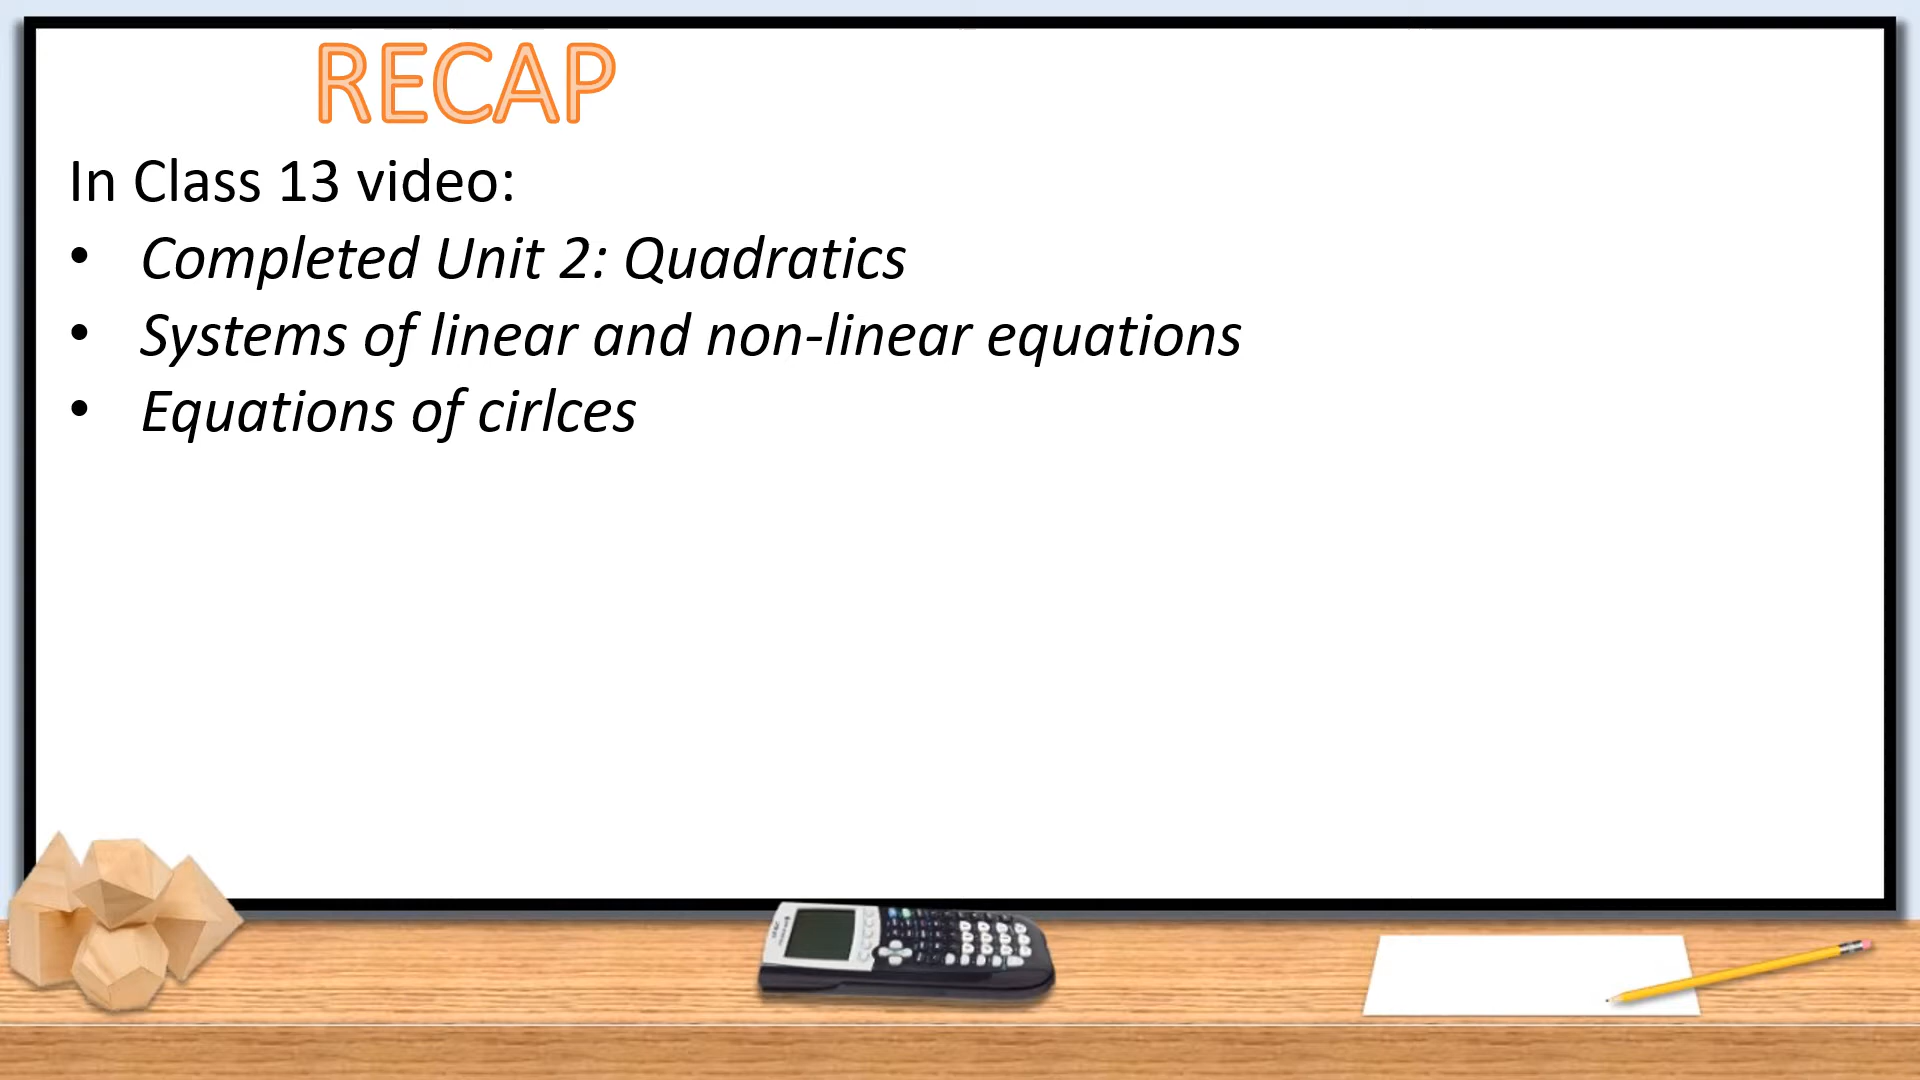 RECAP
In Class 13 video:
• Completed Unit 2: Quadratics
• Systems of linear and non-linear equations
• Equations of cirlces